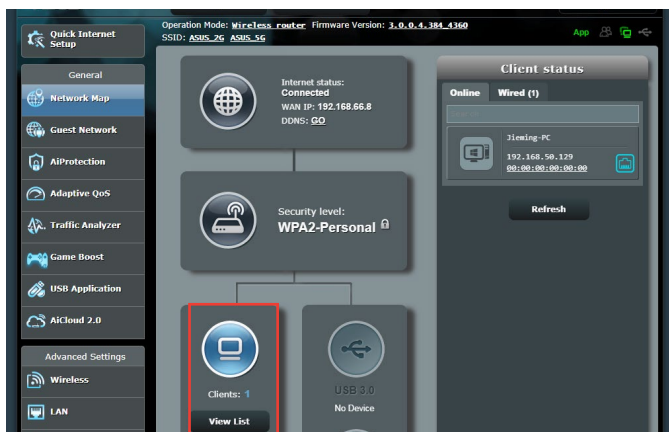 Quick Internet
Setup
General
Network Map
Guest Network
AiProtection
Adaptive QoS
Traffic Analyzer
Game Boost
USB Application
AiCloud 2.0
Advanced Settings
Wireless
LAN
Operation Mode: Wireless router Firmware Version: 3.0.0.4.384_4360
SSID: ASUS_2G ASUS_5G
App
Internet status:
Connected
WAN IP: 192.168.66.8
DDNS: GO
Security level:
WPA2-Personal
Clients: 1
View List
USB 3.0
No Device
Client status
Online Wired (1)
Jieming-PC
192.168.50.129
00:00:00:00:00:00
Refresh